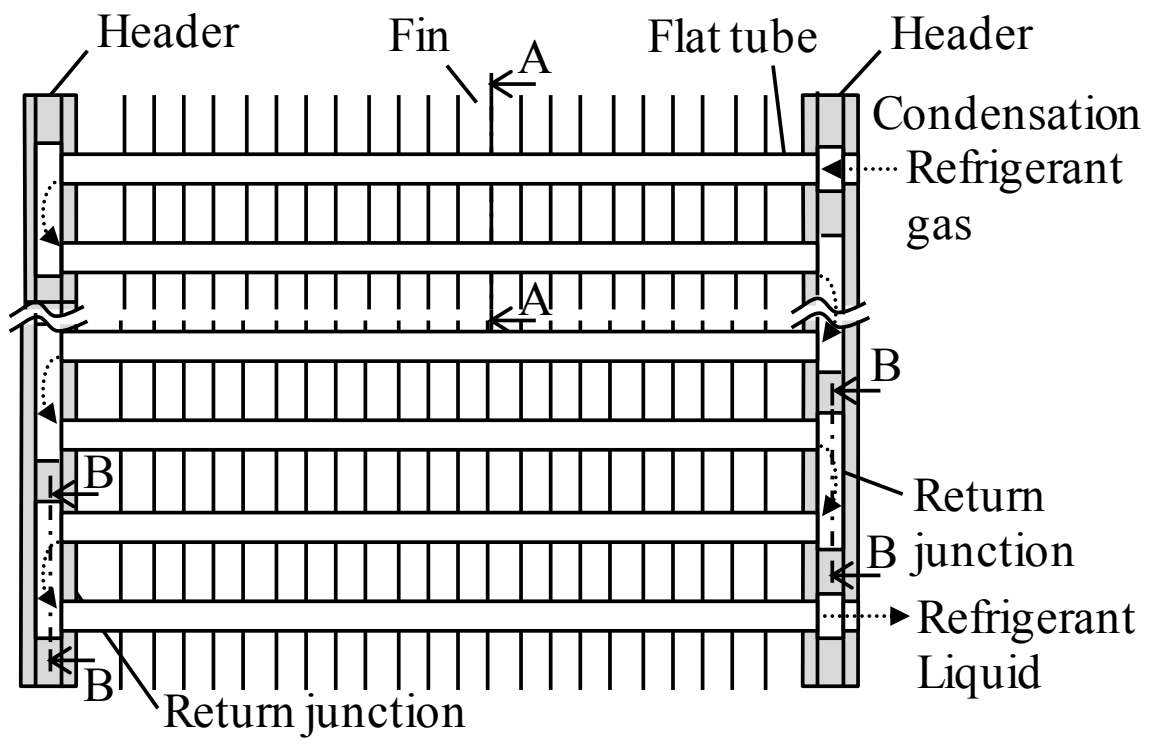 Header
Fin
Flat tube
Header
A
Condensation
Refrigerant
gas
A
B
B
Return
junction
B
Refrigerant
Liquid
B
Return junction